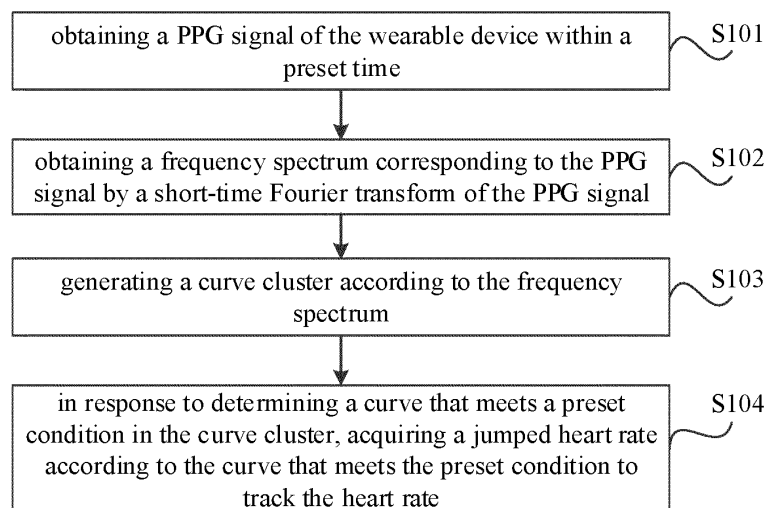 obtaining a PPG signal of the wearable device within a
preset time
S101
obtaining a frequency spectrum corresponding to the PPG
signal by a short-time Fourier transform of the PPG signal
S102
generating a curve cluster according to the frequency
spectrum
S103
in response to determining a curve that meets a preset
condition in the curve cluster, acquiring a jumped heart rate
according to the curve that meets the preset condition to
track the heart rate
S104